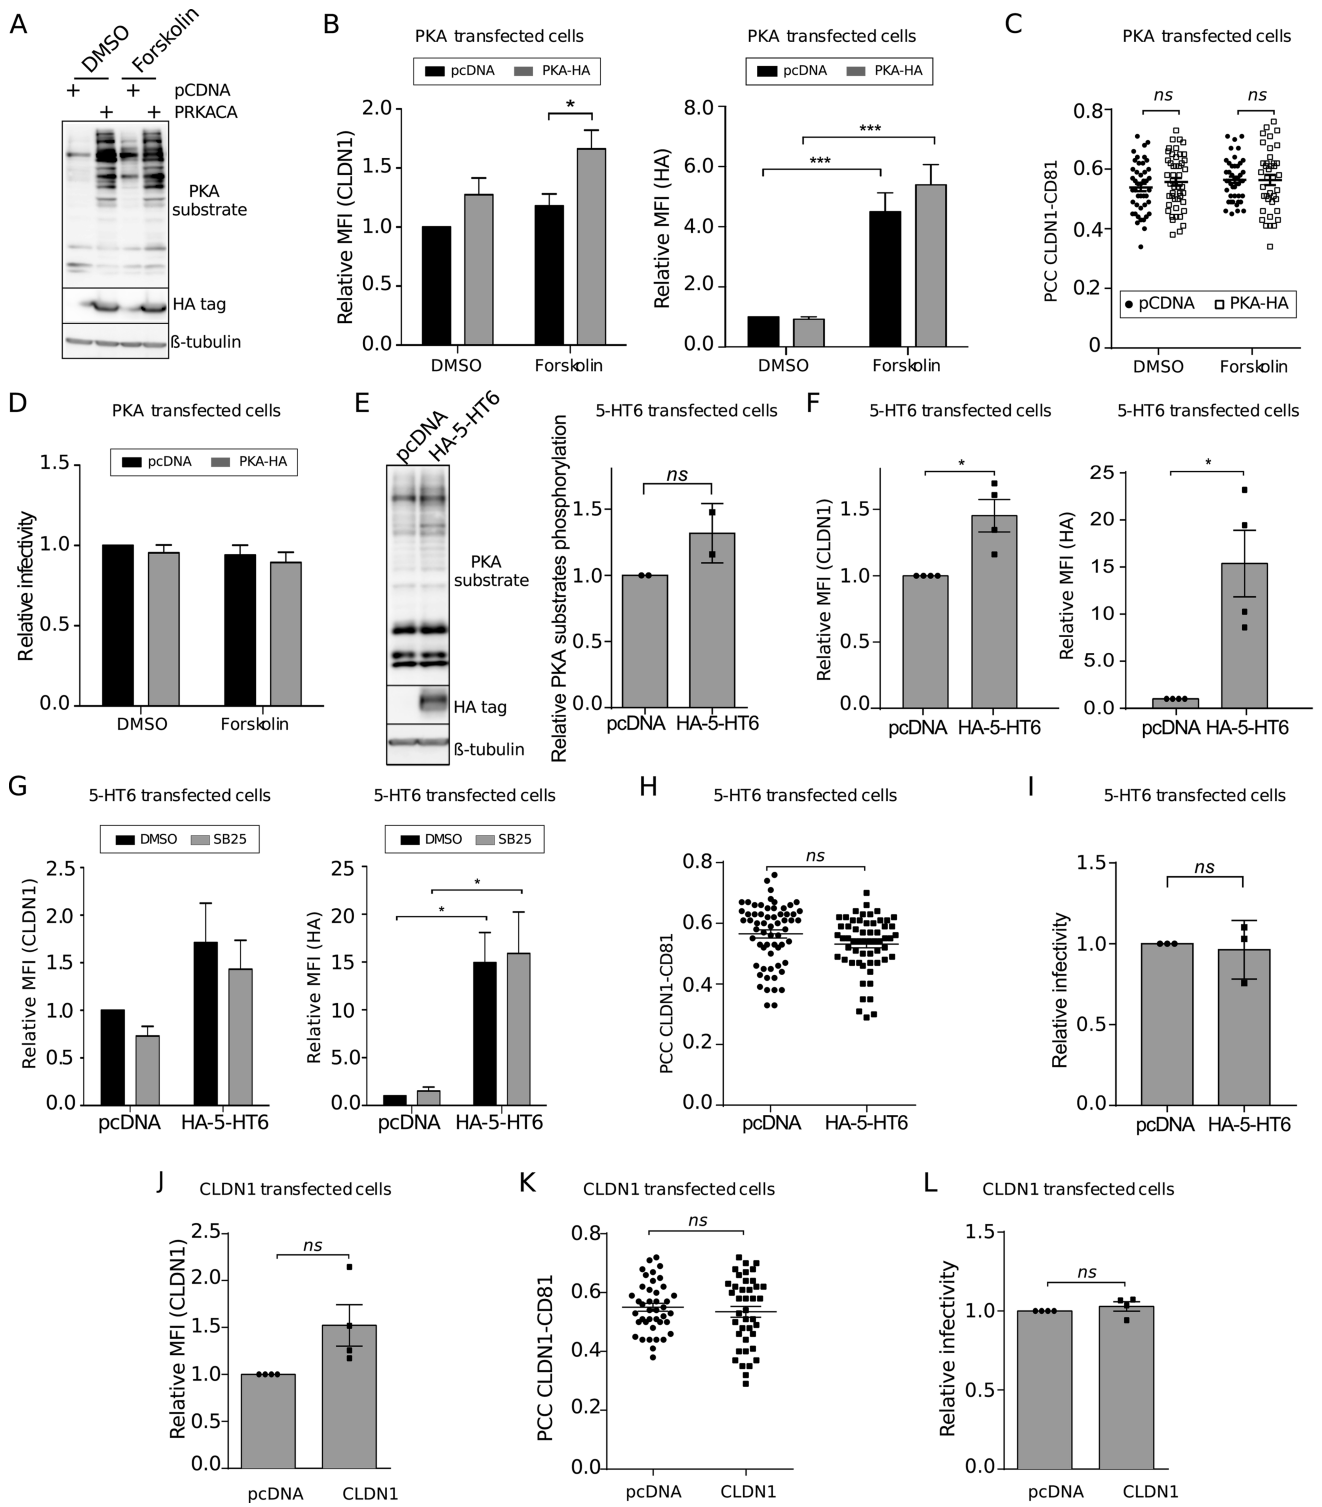 A
DMSO
Forskolin
+ + pCDNA
+ + PRKACA
PKA
substrate
HA tag
ß-tubulin
B
PKA transfected cells
pcDNA PKA-HA
Relative MFI (CLDN1)
2.0
1.5
1.0
0.5
0.0
*
DMSO Forskolin
PKA transfected cells
pcDNA PKA-HA
Relative MFI (HA)
8.0
6.0
4.0
2.0
0.0
***
***
DMSO Forskolin
C
PKA transfected cells
PCC CLDN1-CD81
0.8
0.6
0.4
0.2
0
ns ns
pCDNA PKA-HA
DMSO Forskolin
D
PKA transfected cells
pcDNA PKA-HA
Relative infectivity
1.5
1.0
0.5
0.0
DMSO Forskolin
E
pcDNA
HA-5-HT6
PKA
substrate
HA tag
ß-tubulin
5-HT6 transfected cells
Relative PKA substrates phosphorylation
1.5
1.0
0.5
0.0
ns
pcDNA HA-5-HT6
F
5-HT6 transfected cells
Relative MFI (CLDN1)
1.5
1.0
0.5
0.0
*
pcDNA HA-5-HT6
5-HT6 transfected cells
Relative MFI (HA)
25
20
15
10
5.0
0.0
*
pcDNA HA-5-HT6
G
5-HT6 transfected cells
DMSO SB25
Relative MFI (CLDN1)
2.5
2.0
1.5
1.0
0.5
0.0
pcDNA HA-5-HT6
5-HT6 transfected cells
DMSO SB25
Relative MFI (HA)
25
20
15
10
5.0
0.0
*
*
pcDNA HA-5-HT6
H
5-HT6 transfected cells
PCC CLDN1-CD81
0.8
0.6
0.4
0.2
0.0
ns
pcDNA HA-5-HT6
I
5-HT6 transfected cells
Relative infectivity
1.5
1.0
0.5
0.0
ns
pcDNA HA-5-HT6
J
CLDN1 transfected cells
Relative MFI (CLDN1)
2.5
2.0
1.5
1.0
0.5
0.0
ns
pcDNA CLDN1
K
CLDN1 transfected cells
PCC CLDN1-CD81
0.8
0.6
0.4
0.2
0.0
ns
pcDNA CLDN1
L
CLDN1 transfected cells
Relative infectivity
1.5
1.0
0.5
0.0
ns
pcDNA CLDN1